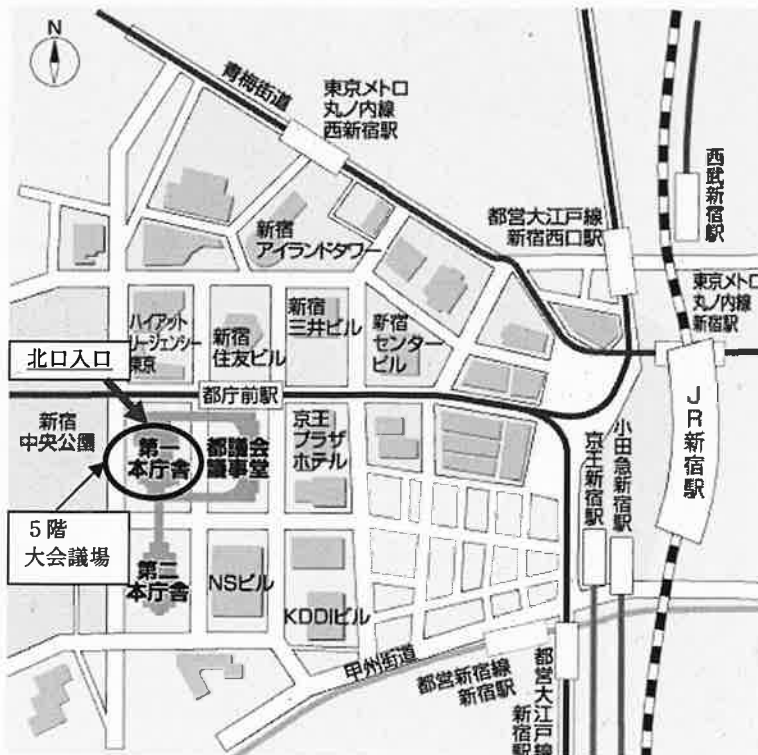 N
青梅街道
東京メトロ
丸ノ内線
西新宿駅
西武新宿駅
都営大江戸線
新宿西口駅
新宿
アイランドタワー
東京メトロ
丸ノ内線
新宿駅
ハイアット
リージェンシー
東京
新宿
住友ビル
新宿
三井ビル
新宿
センター
ビル
北口入口
都庁前駅
JR新宿駅
新宿
中央公園
第一
本庁舎
都議会
議事堂
京王
プラザ
ホテル
小田急新宿駅
京王新宿駅
5階
大会議場
第二
本庁舎
NSビル
KDDIビル
甲州街道
都営新宿線
新宿駅
都営大江戸線
新宿駅